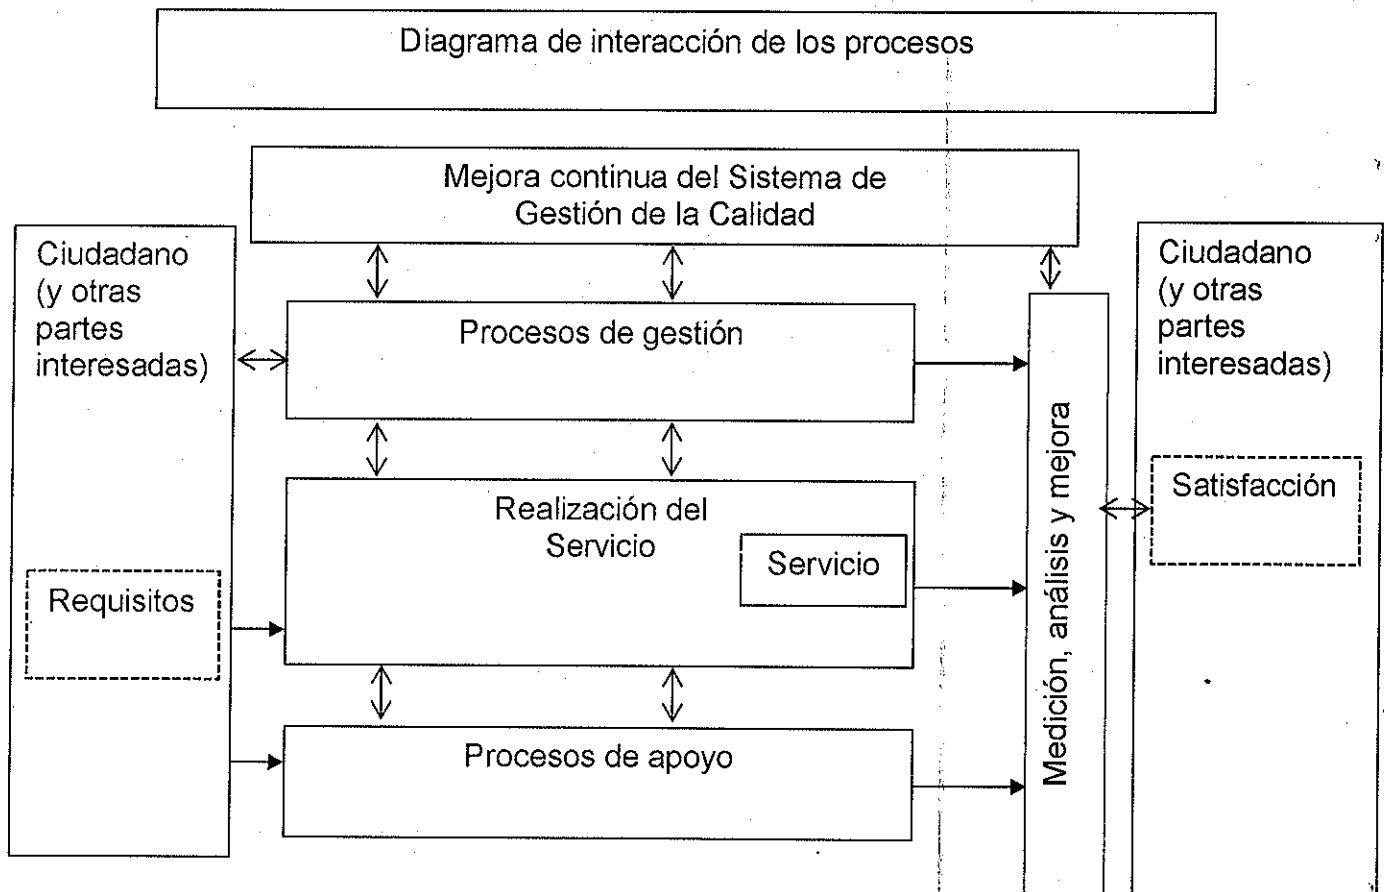 Diagrama de interacción de los procesos
Mejora continua del Sistema de
Gestión de la Calidad
Ciudadano
(y otras
partes
interesadas)
Requisitos
Procesos de gestión
Realización del
Servicio
Servicio
Procesos de apoyo
Medición, análisis y mejora
Ciudadano
(y otras
partes
interesadas)
Satisfacción